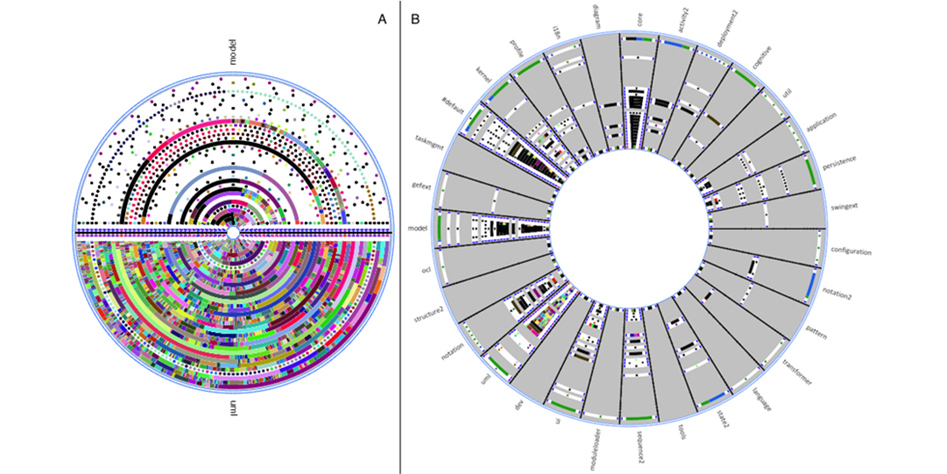 A
model
uml
B
core
activity2
deployment2
cognitive
util
application
persistence
swingext
configuration
notation2
pattern
transformer
language
state2
tools
sequence2
moduleloader
ui
dev
uml
notation
structure2
ocl
model
gefext
taskmgmt
#default
kernel
profile
i18n
diagram